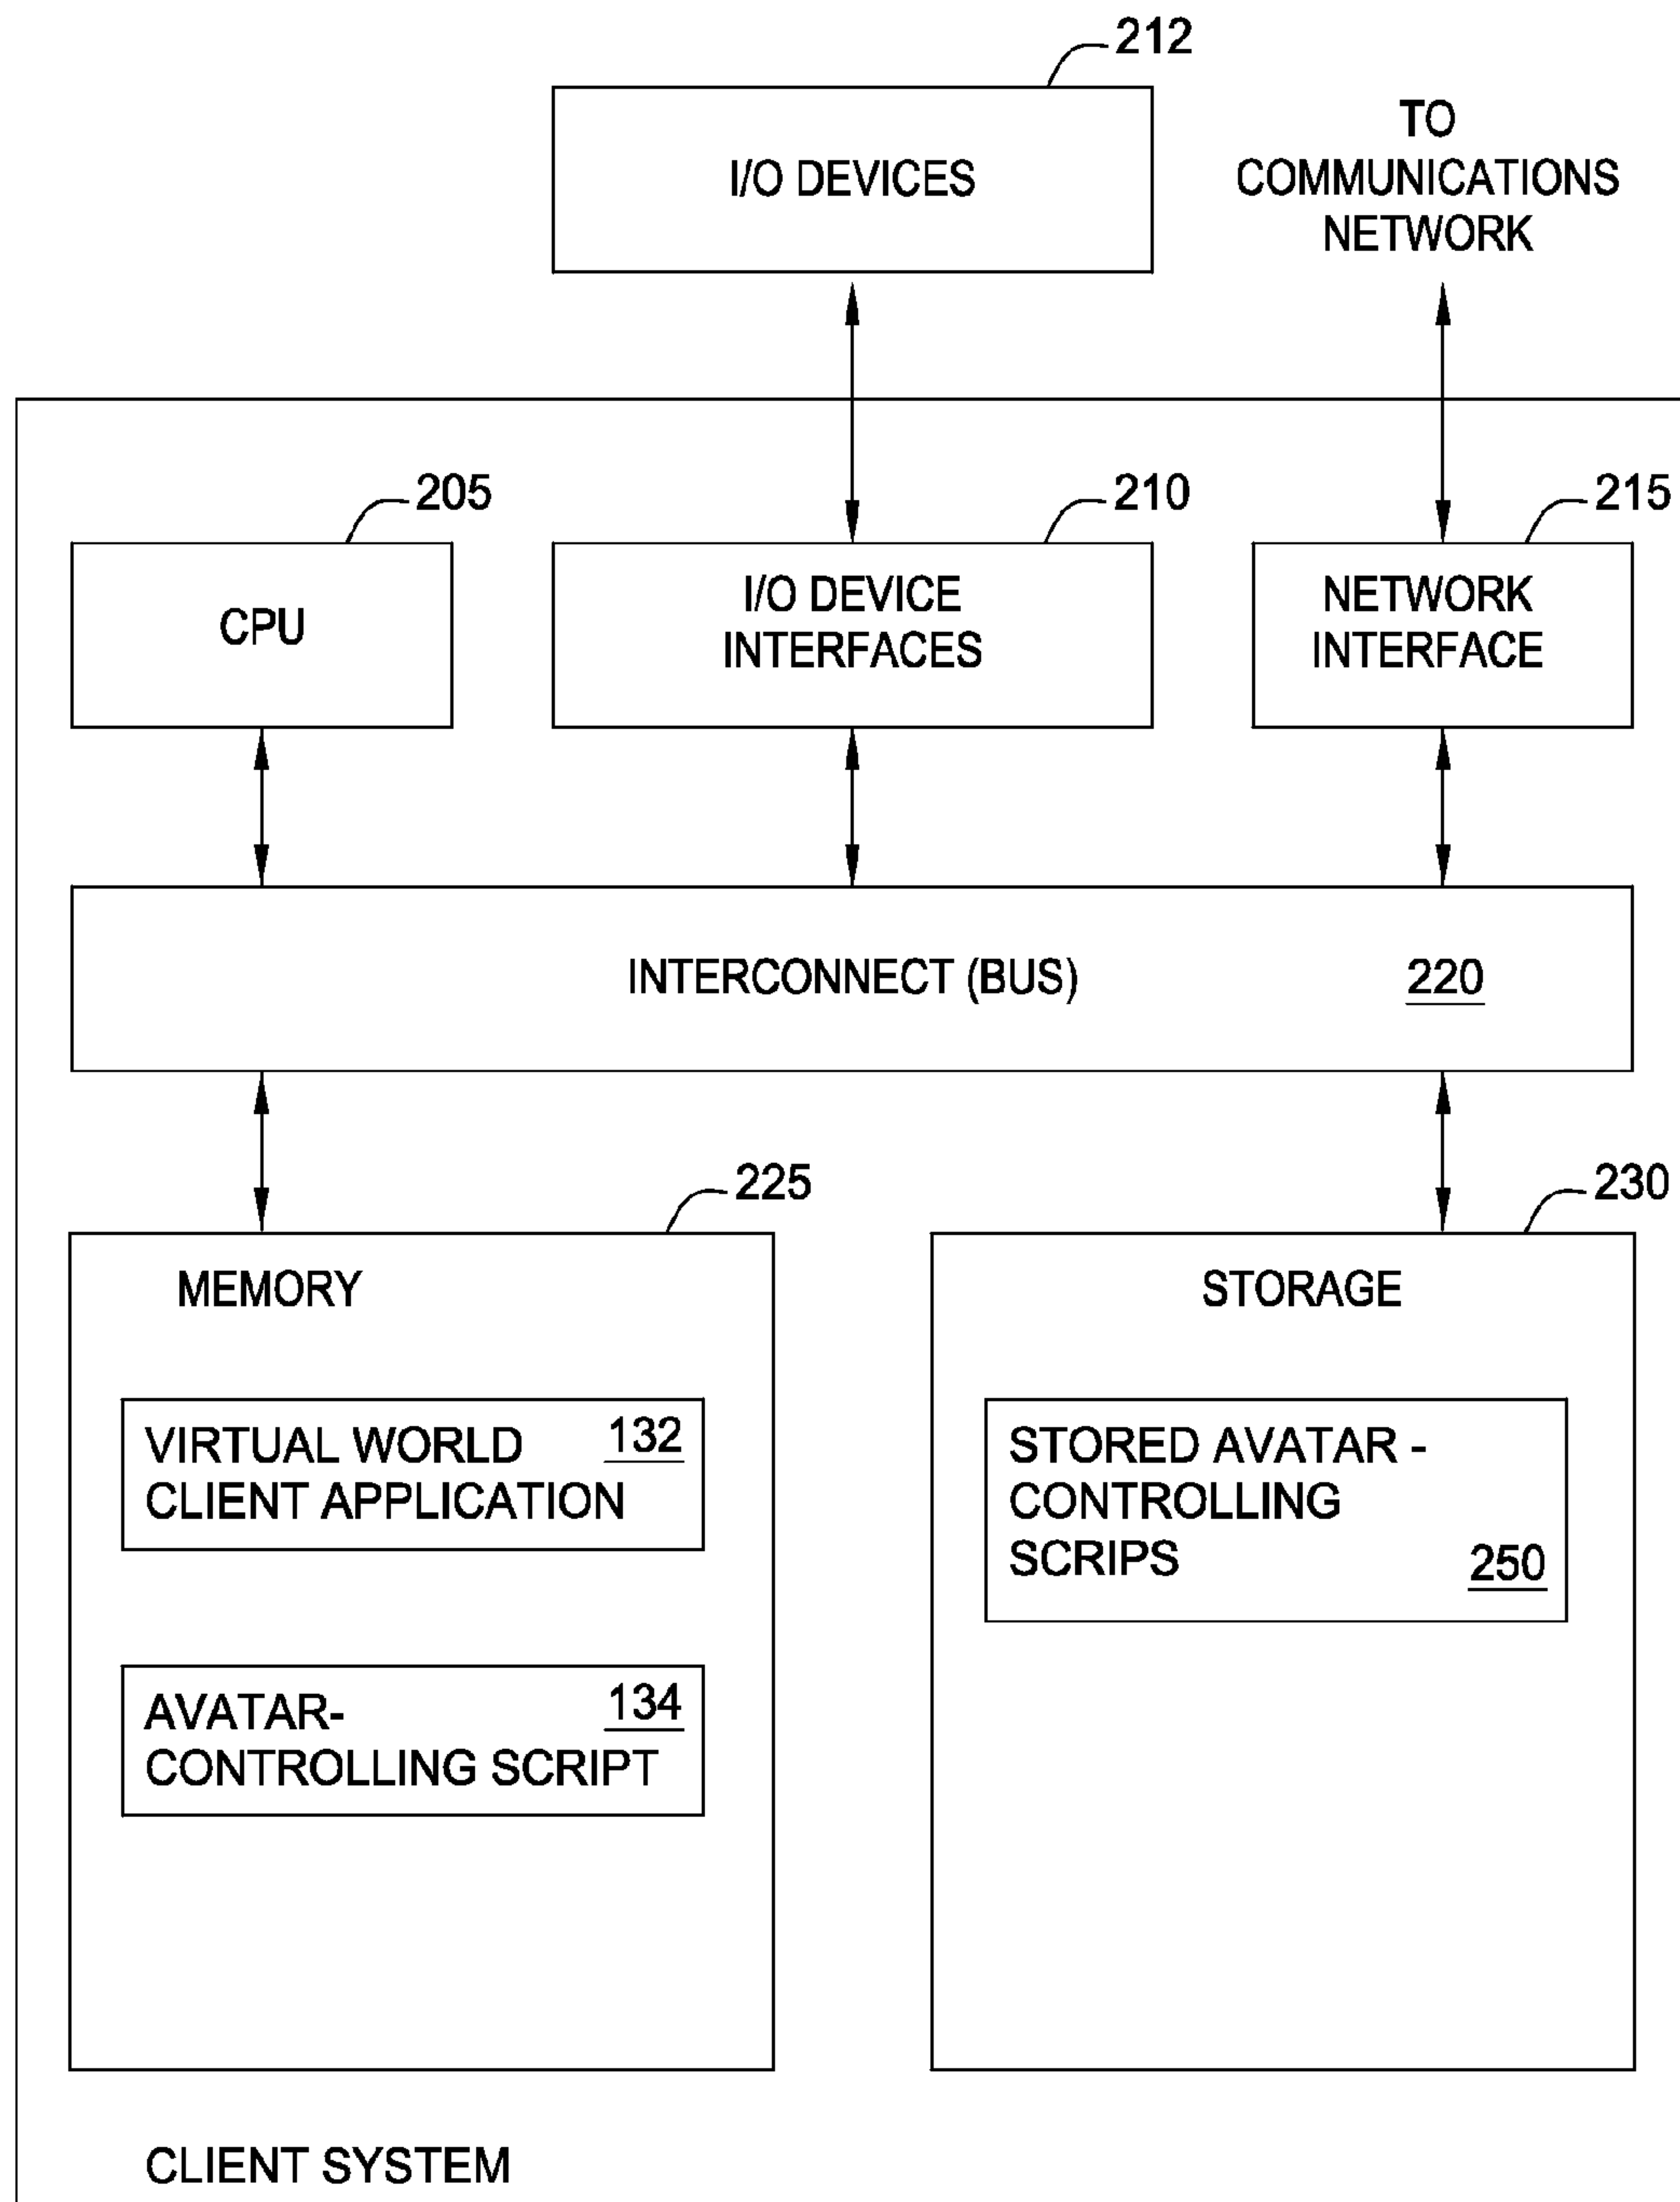 212
I/O DEVICES
TO
COMMUNICATIONS
NETWORK
205
210
215
CPU
I/O DEVICE
INTERFACES
NETWORK
INTERFACE
INTERCONNECT (BUS)
220
225
230
MEMORY
STORAGE
VIRTUAL WORLD
132
CLIENT APPLICATION
STORED AVATAR -
CONTROLLING
SCRIPS
250
AVATAR-
134
CONTROLLING SCRIPT
CLIENT SYSTEM